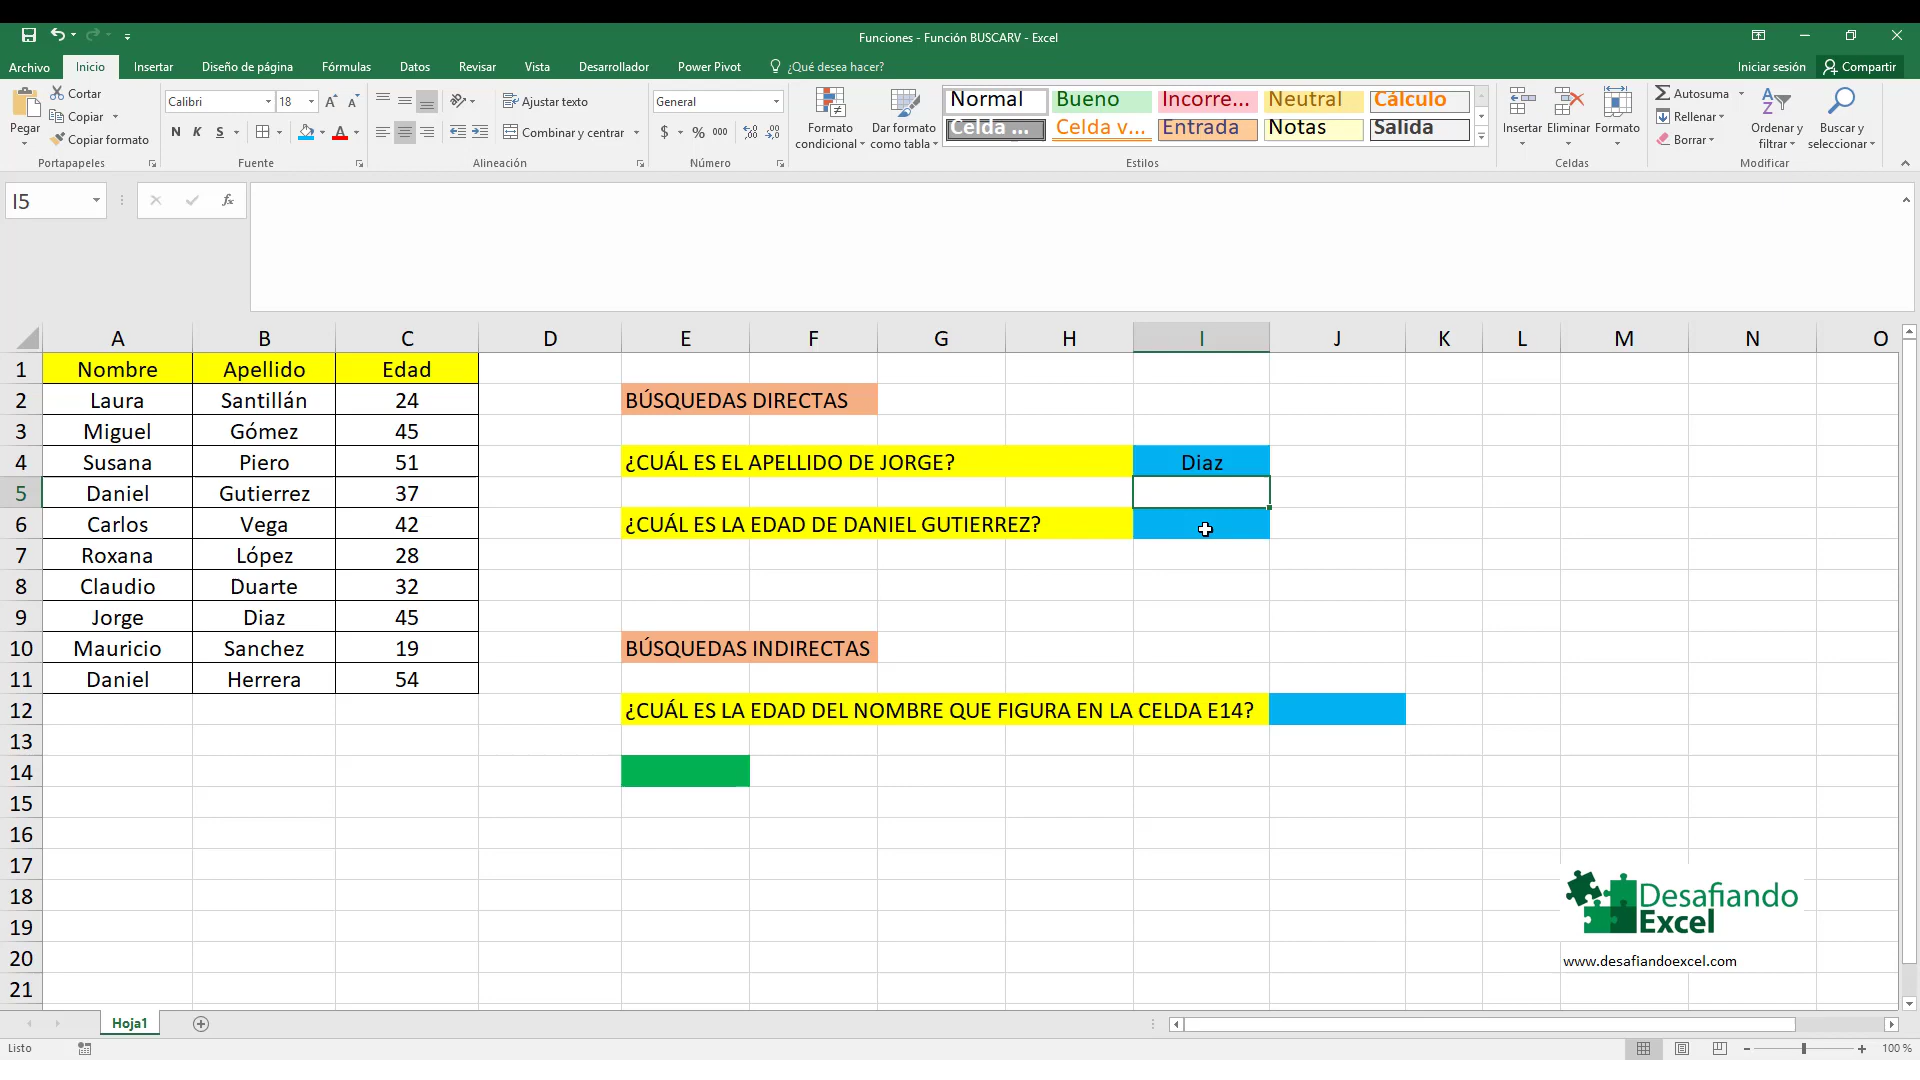 Funciones - Función BUSCARV - Excel
Archivo Inicio Insertar Diseño de página Fórmulas Datos Revisar Vista Desarrollador Power Pivot ¿Qué desea hacer? Iniciar sesión Compartir
Pegar
Cortar
Copiar
Copiar formato
Portapapeles
Calibri 18
N K S
Fuente
Ajustar texto
Combinar y centrar
Alineación
General
$ % 000
Número
Formato condicional
Dar formato como tabla
Normal Bueno Incorre... Neutral Cálculo
Celda ... Celda v... Entrada Notas Salida
Estilos
Insertar Eliminar Formato
Celdas
Autosuma
Rellenar
Borrar
Ordenar y filtrar
Buscar y seleccionar
Modificar
I5 fx
A B C D E F G H I J K L M N O
1 Nombre Apellido Edad
2 Laura Santillán 24 BÚSQUEDAS DIRECTAS
3 Miguel Gómez 45
4 Susana Piero 51 ¿CUÁL ES EL APELLIDO DE JORGE? Diaz
5 Daniel Gutierrez 37
6 Carlos Vega 42 ¿CUÁL ES LA EDAD DE DANIEL GUTIERREZ?
7 Roxana López 28
8 Claudio Duarte 32
9 Jorge Diaz 45
10 Mauricio Sanchez 19 BÚSQUEDAS INDIRECTAS
11 Daniel Herrera 54
12 ¿CUÁL ES LA EDAD DEL NOMBRE QUE FIGURA EN LA CELDA E14?
13
14
15
16
17
18
19
20
21
Desafiando
Excel
www.desafiandoexcel.com
Hoja1
Listo 100 %